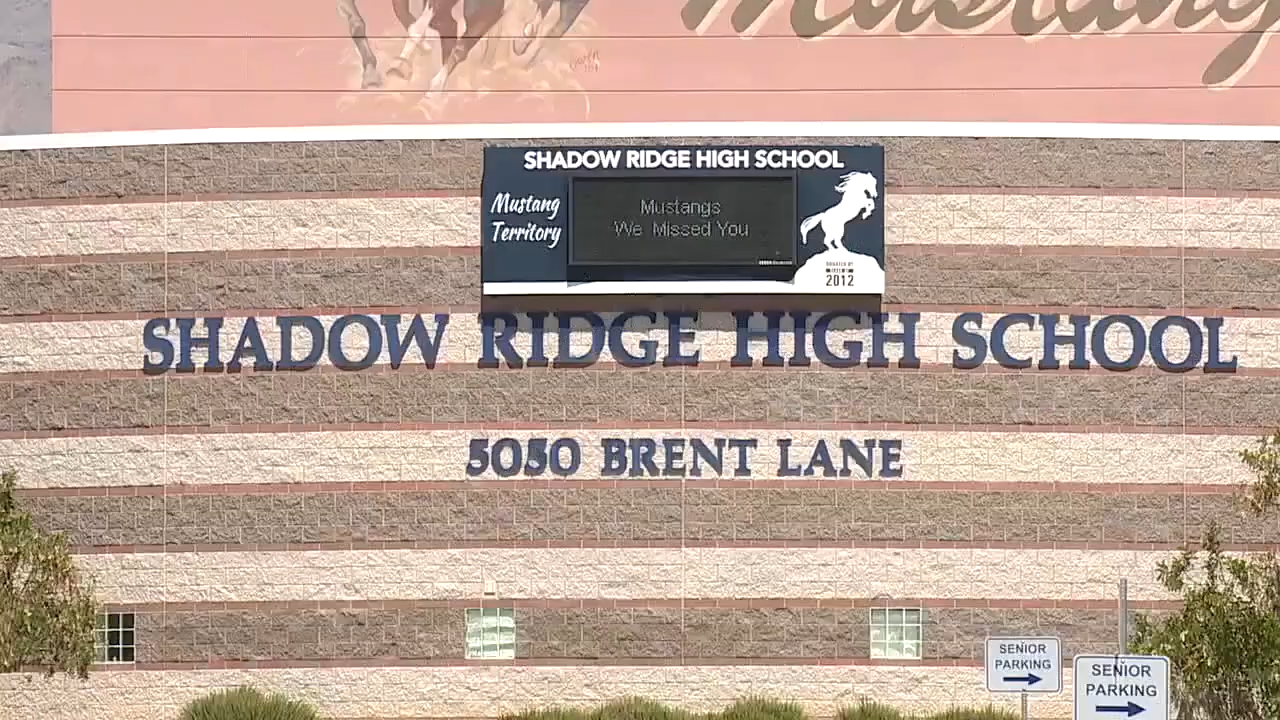 Mustang
SHADOW RIDGE HIGH SCHOOL
Mustang
Territory
Mustangs
We Missed You
2012
SHADOW RIDGE HIGH SCHOOL
5050 BRENT LANE
SENIOR
PARKING
SENIOR
PARKING